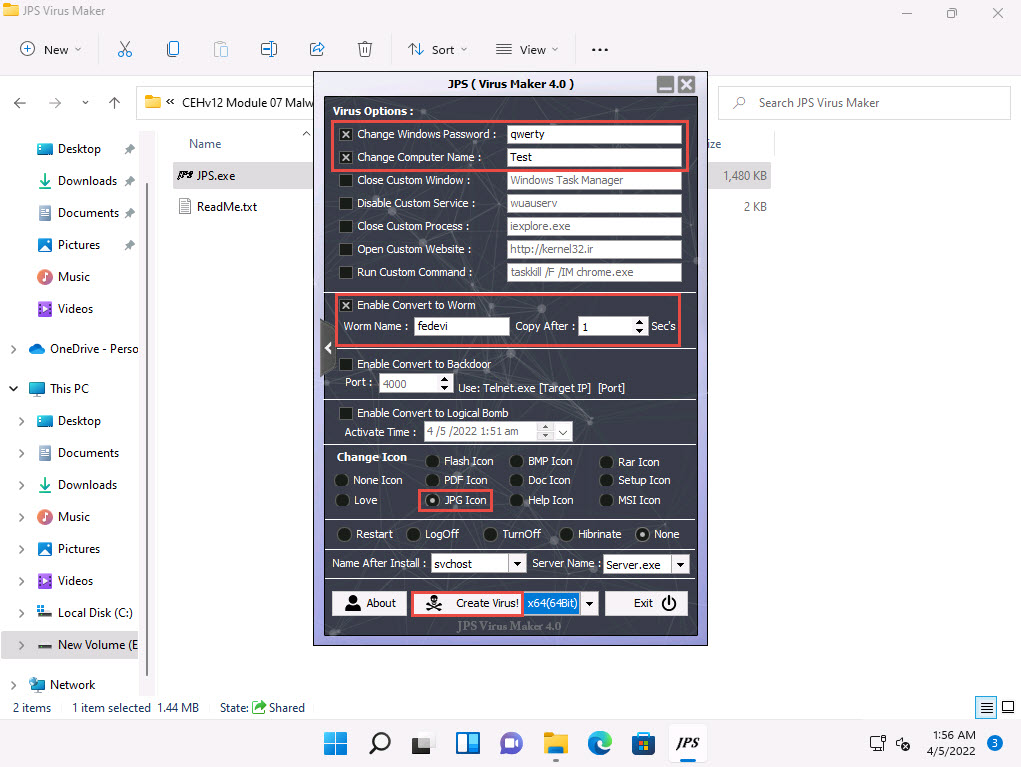 JPS Virus Maker
New
Sort
View
CEHv12 Module 07 Malw
Search JPS Virus Maker
Name
ize
JPS.exe
1,480 KB
ReadMe.txt
2 KB
Desktop
Downloads
Documents
Pictures
Music
Videos
OneDrive - Perso
This PC
Desktop
Documents
Downloads
Music
Pictures
Videos
Local Disk (C:)
New Volume (E
Network
JPS ( Virus Maker 4.0 )
Virus Options :
Change Windows Password : qwerty
Change Computer Name : Test
Close Custom Window : Windows Task Manager
Disable Custom Service : wuauserv
Close Custom Process : iexplore.exe
Open Custom Website : http://kernel32.ir
Run Custom Command : taskkill /F /IM chrome.exe
Enable Convert to Worm
Worm Name : fedevi Copy After : 1 Sec's
Enable Convert to Backdoor
Port : 4000 Use: Telnet.exe [Target IP] [Port]
Enable Convert to Logical Bomb
Activate Time : 4 /5 /2022 1:51 am
Change Icon Flash Icon BMP Icon Rar Icon
None Icon PDF Icon Doc Icon Setup Icon
Love JPG Icon Help Icon MSI Icon
Restart LogOff TurnOff Hibrinate None
Name After Install : svchost Server Name : Server.exe
About Create Virus! x64(64Bit) Exit
JPS Virus Maker 4.0
2 items 1 item selected 1.44 MB State: Shared
JPS
1:56 AM
4/5/2022
3